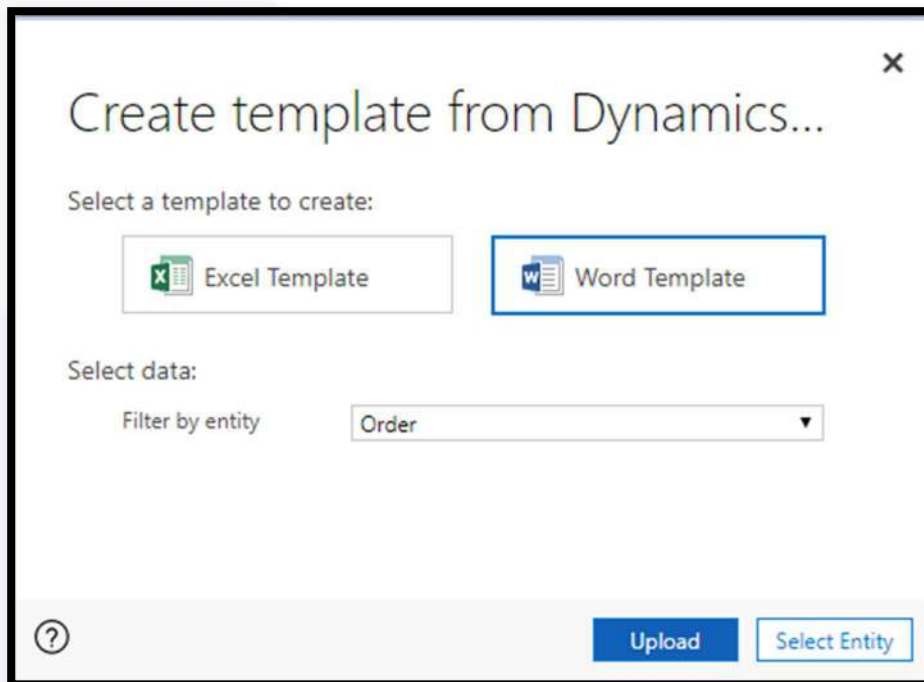 Create template from Dynamics...
Select a template to create:
Excel Template
Word Template
Select data:
Filter by entity
Order
Upload
Select Entity